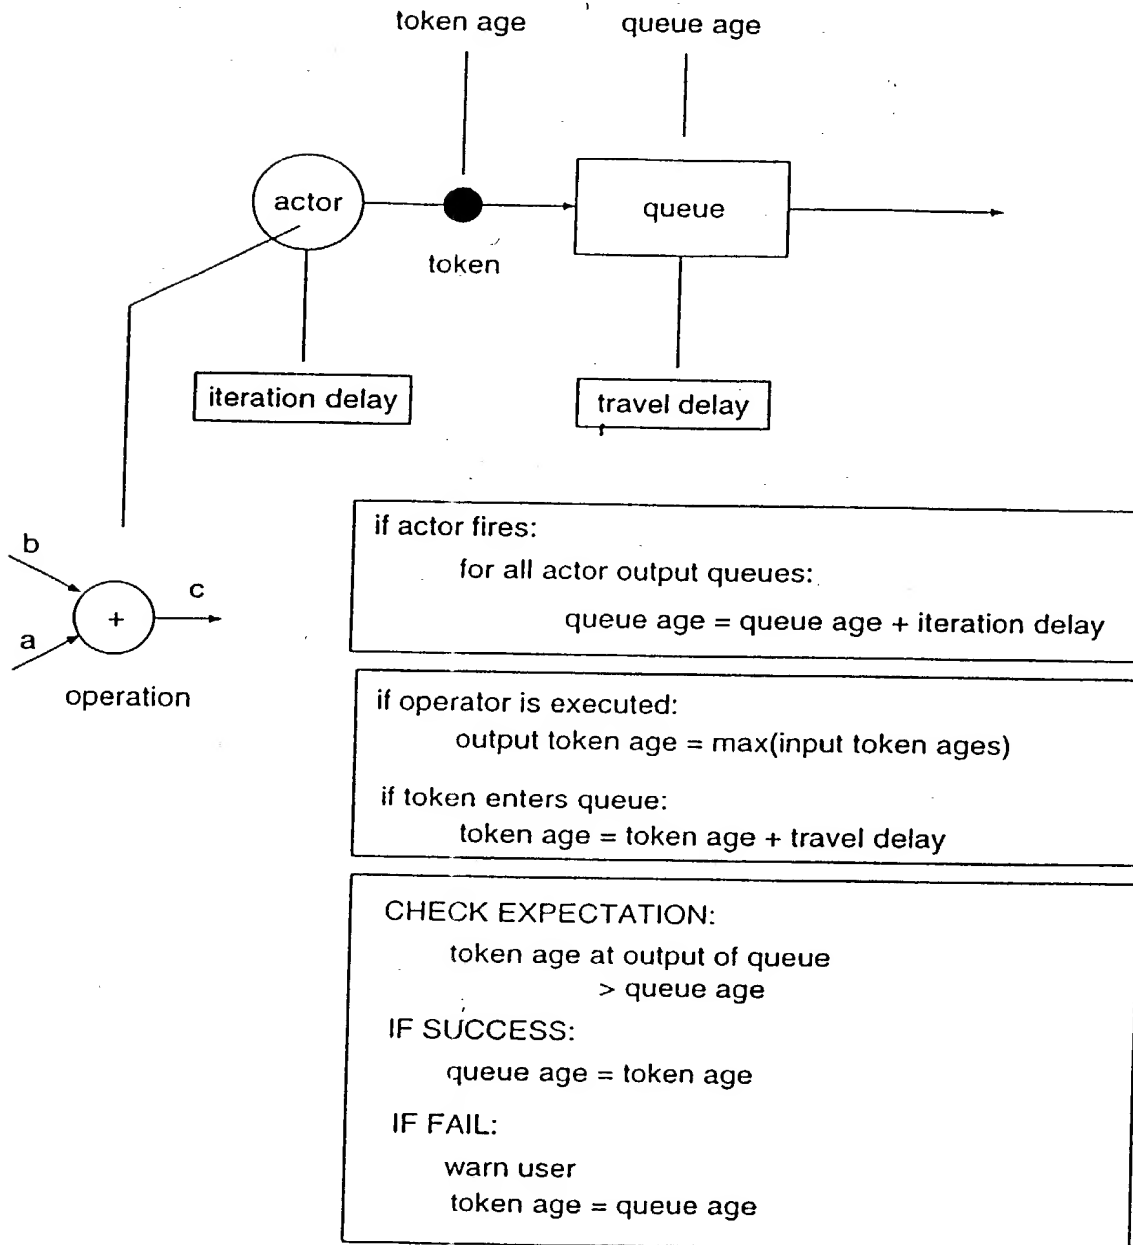 token age
queue age
actor
token
queue
iteration delay
travel delay
b
c
+
a
operation
if actor fires:
for all actor output queues:
queue age = queue age + iteration delay
if operator is executed:
output token age = max(input token ages)
if token enters queue:
token age = token age + travel delay
CHECK EXPECTATION:
token age at output of queue
> queue age
IF SUCCESS:
queue age = token age
IF FAIL:
warn user
token age = queue age